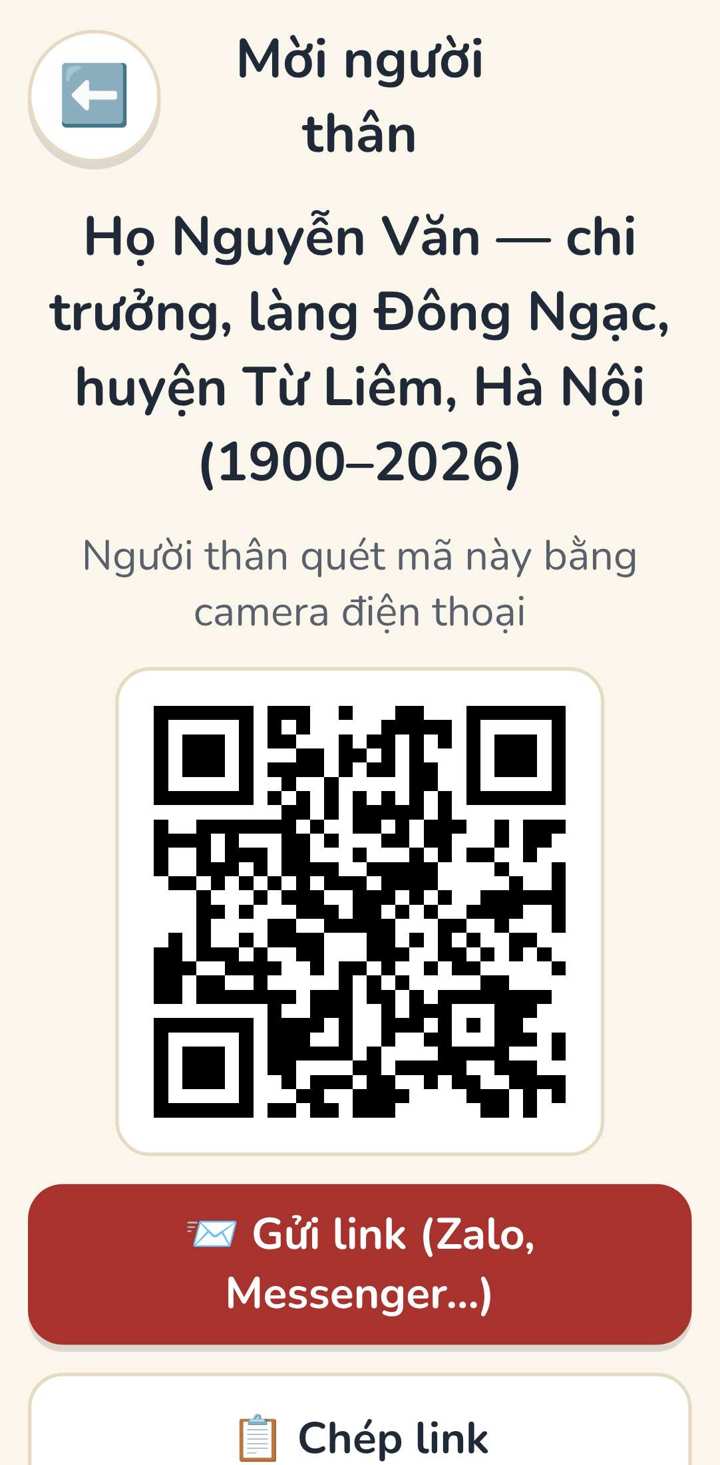 Mời người
thân
Họ Nguyễn Văn — chi
trưởng, làng Đông Ngạc,
huyện Từ Liêm, Hà Nội
(1900–2026)
Người thân quét mã này bằng
camera điện thoại
Gửi link (Zalo,
Messenger...)
Chép link